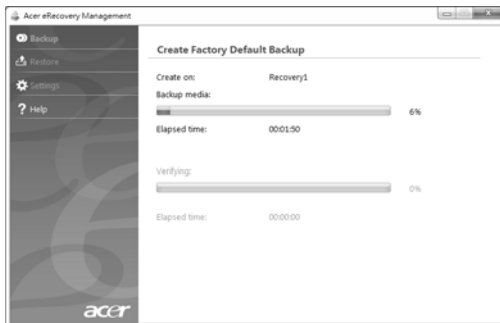 Acer eRecovery Management
Backup
Restore
Settings
? Help
Create Factory Default Backup
Create on: Recovery1
Backup media:
6%
Elapsed time: 00:01:50
Verifying:
0%
Elapsed time: 00:00:00
acer